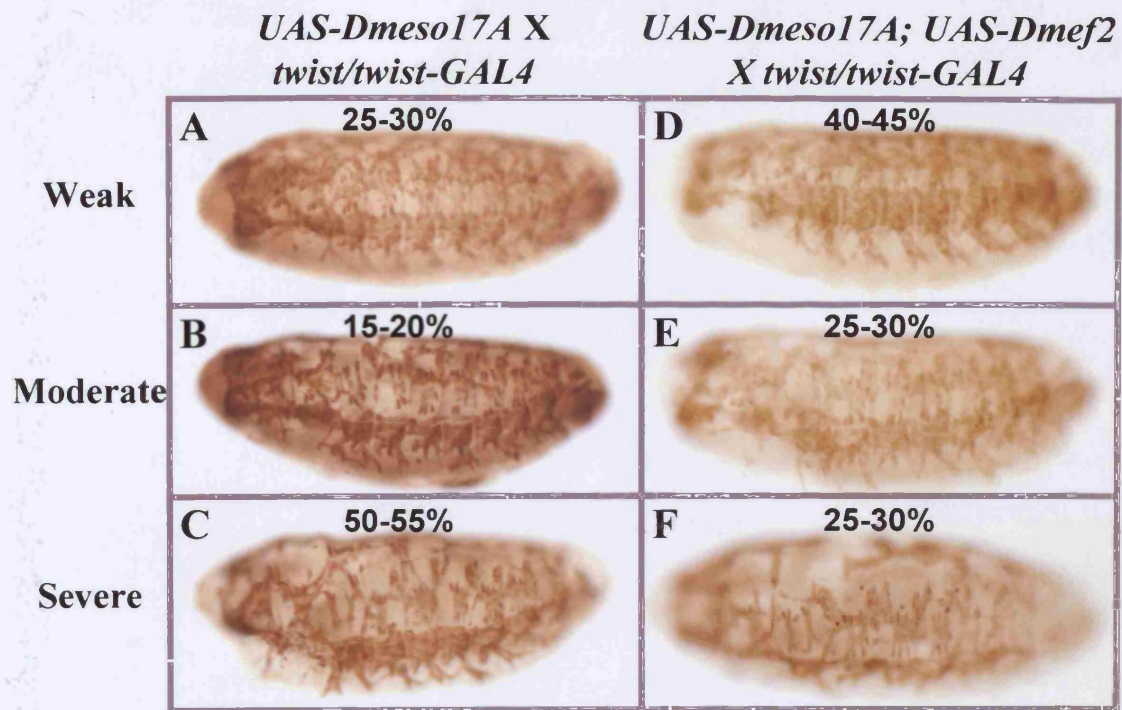 UAS-Dmeso17A X
twist/twist-GAL4
UAS-Dmeso17A; UAS-Dmef2
X twist/twist-GAL4
Weak
A
25-30%
D
40-45%
Moderate
B
15-20%
E
25-30%
Severe
C
50-55%
F
25-30%